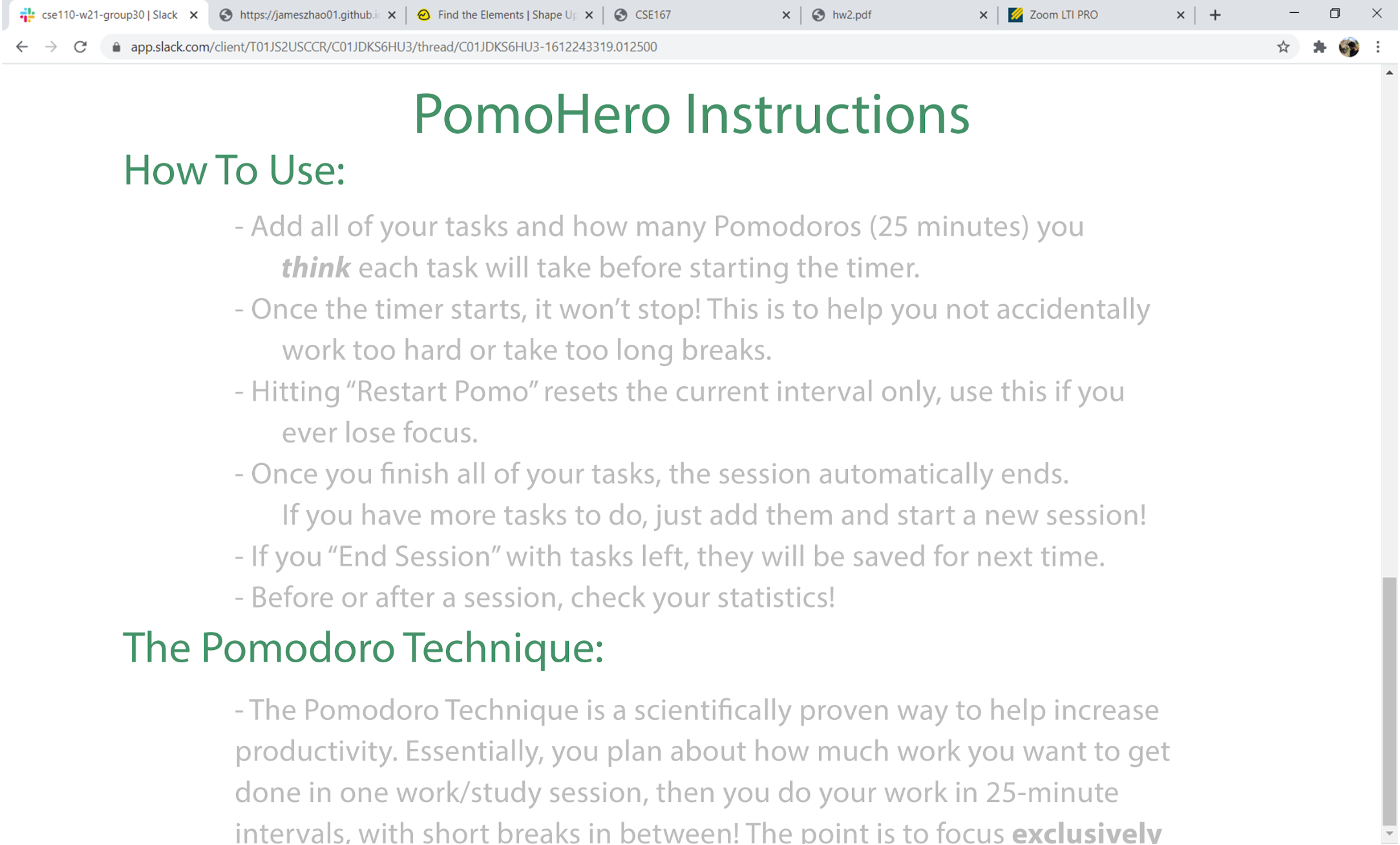 cse110-w21-group30 | Slack
https://jameszhao01.github.i
Find the Elements | Shape U
CSE167
hw2.pdf
Zoom LTI PRO
app.slack.com/client/T01JS2USCCR/C01JDKS6HU3/thread/C01JDKS6HU3-1612243319.012500
PomoHero Instructions
How To Use:
- Add all of your tasks and how many Pomodoros (25 minutes) you
think each task will take before starting the timer.
- Once the timer starts, it won’t stop! This is to help you not accidentally
work too hard or take too long breaks.
- Hitting “Restart Pomo” resets the current interval only, use this if you
ever lose focus.
- Once you finish all of your tasks, the session automatically ends.
If you have more tasks to do, just add them and start a new session!
- If you “End Session” with tasks left, they will be saved for next time.
- Before or after a session, check your statistics!
The Pomodoro Technique:
- The Pomodoro Technique is a scientifically proven way to help increase
productivity. Essentially, you plan about how much work you want to get
done in one work/study session, then you do your work in 25-minute
intervals, with short breaks in between! The point is to focus exclusively